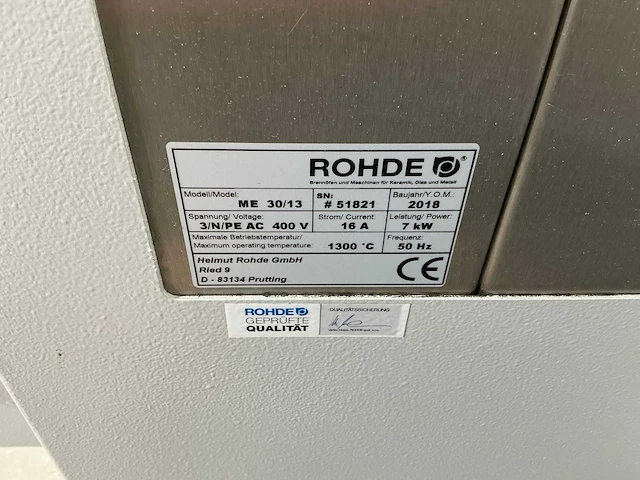 ROHDE ®
Brennöfen und Maschinen für Keramik, Glas und Metall
Modell/Model: ME 30/13
SN: # 51821
Baujahr/Y.O.M.: 2018
Spannung/ Voltage: 3/N/PE AC 400 V
Strom/ Current: 16 A
Leistung/ Power: 7 kW
Maximale Betriebstemperatur/
Maximum operating temperature: 1300 °C
Frequenz: 50 Hz
Helmut Rohde GmbH
Ried 9
D - 83134 Prutting
CE
ROHDE
GEPRÜFTE
QUALITÄT
QUALITÄTSSICHERUNG